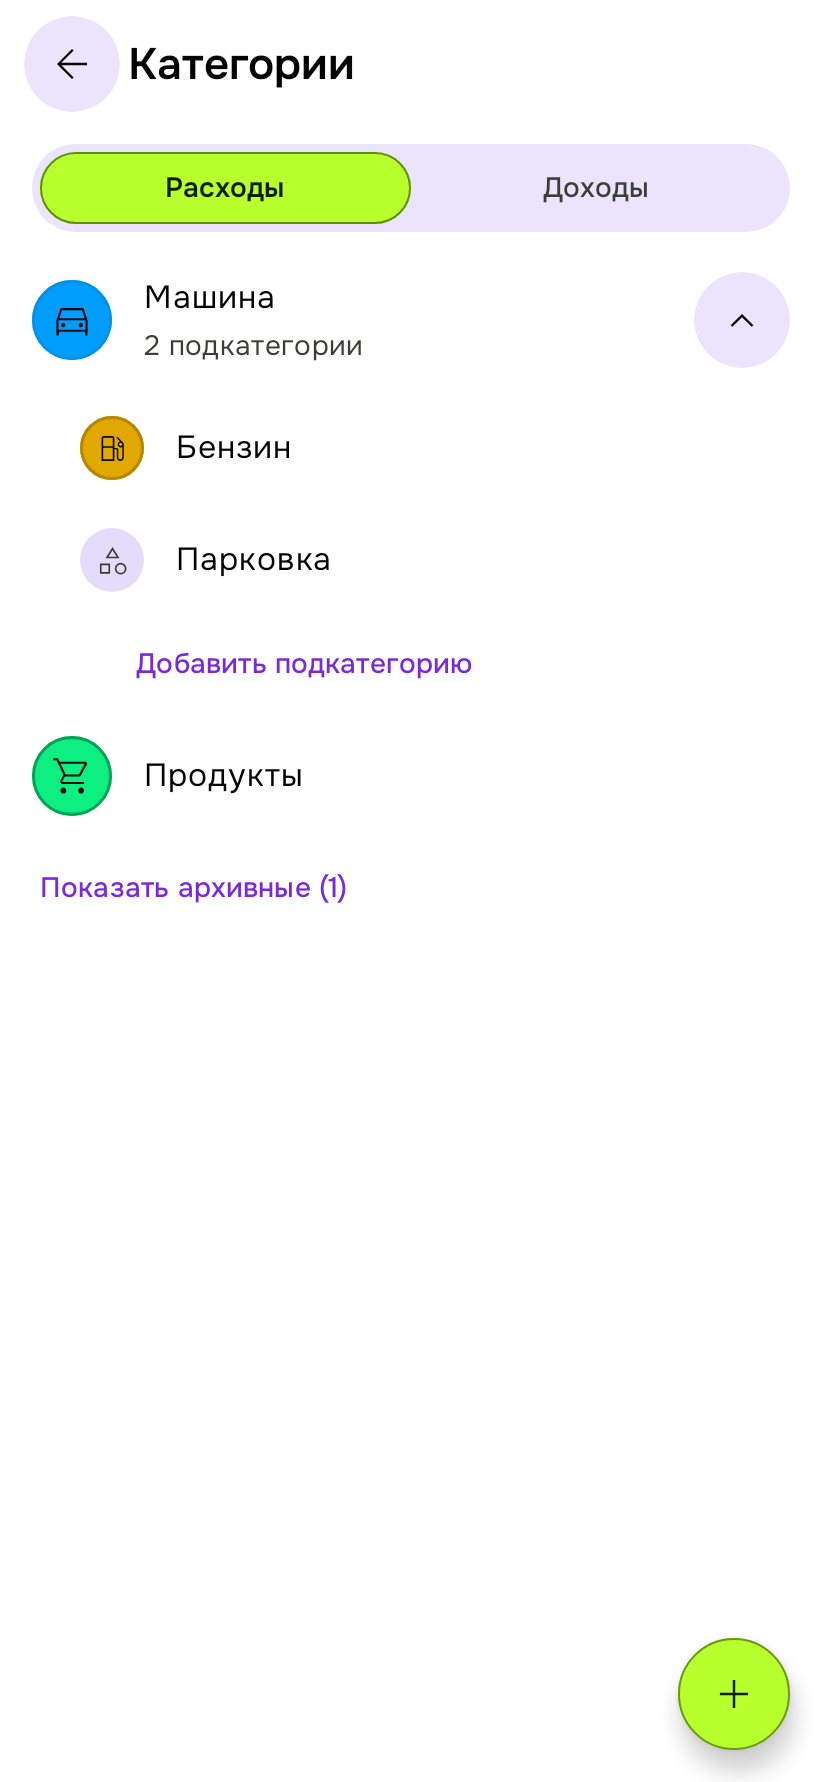 Категории
Расходы
Доходы
Машина
2 подкатегории
Бензин
Парковка
Добавить подкатегорию
Продукты
Показать архивные (1)